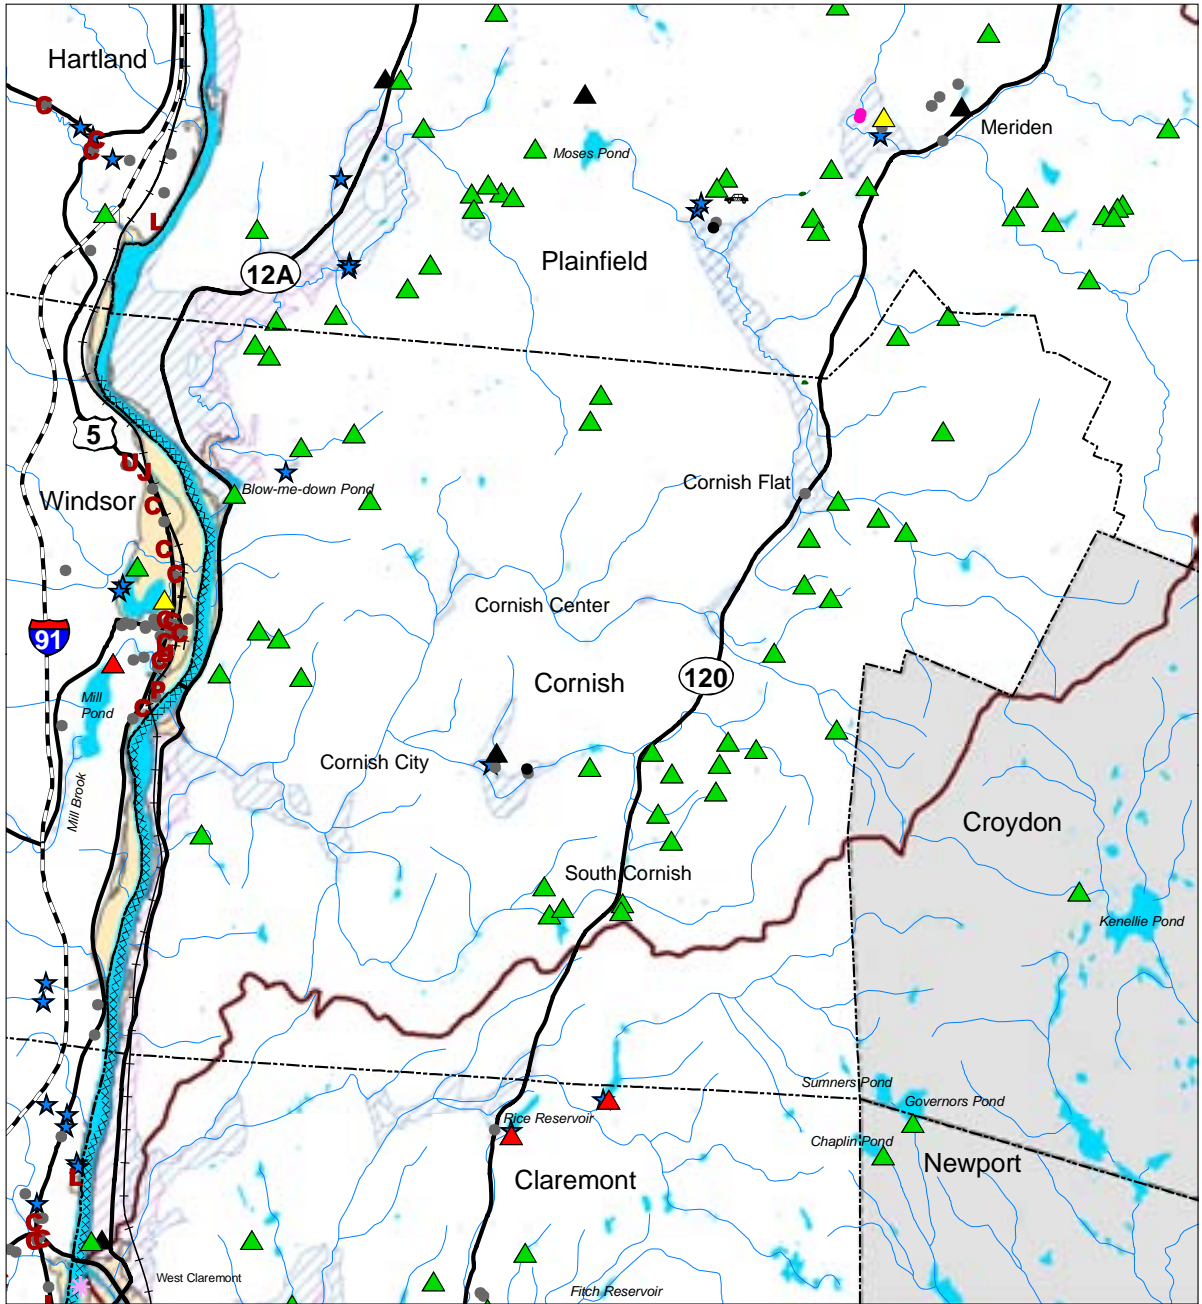 Hartland
C
C
C
Meriden
Moses Pond
L
Plainfield
12A
5
U
J
Windsor
C
Blow-me-down Pond
Cornish Flat
C
C
Cornish Center
91
C
Cornish
120
Mill
Pond
P
C
Cornish City
Mill Brook
Croydon
South Cornish
Kenellie Pond
Sumners Pond
Governors Pond
Rice Reservoir
Chaplin Pond
Newport
Claremont
L
C
West Claremont
Fitch Reservoir